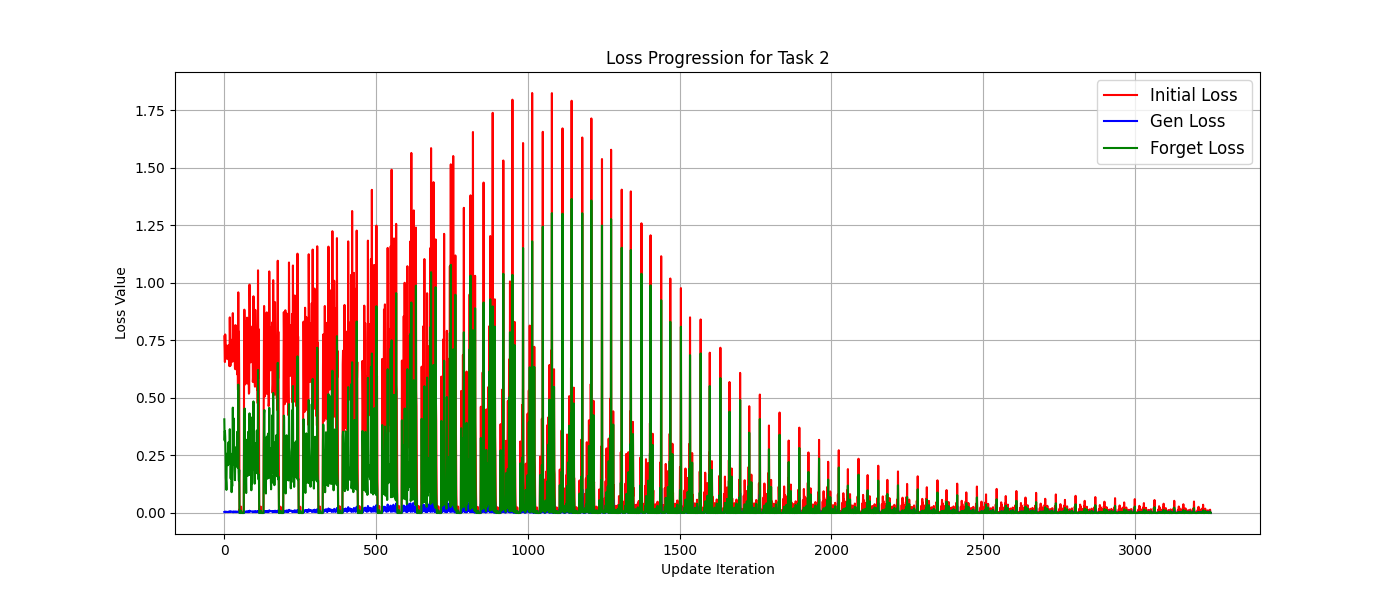 Loss Progression for Task 2
Initial Loss
Gen Loss
Forget Loss
Loss Value
1.75
1.50
1.25
1.00
0.75
0.50
0.25
0.00
0 500 1000 1500 2000 2500 3000
Update Iteration